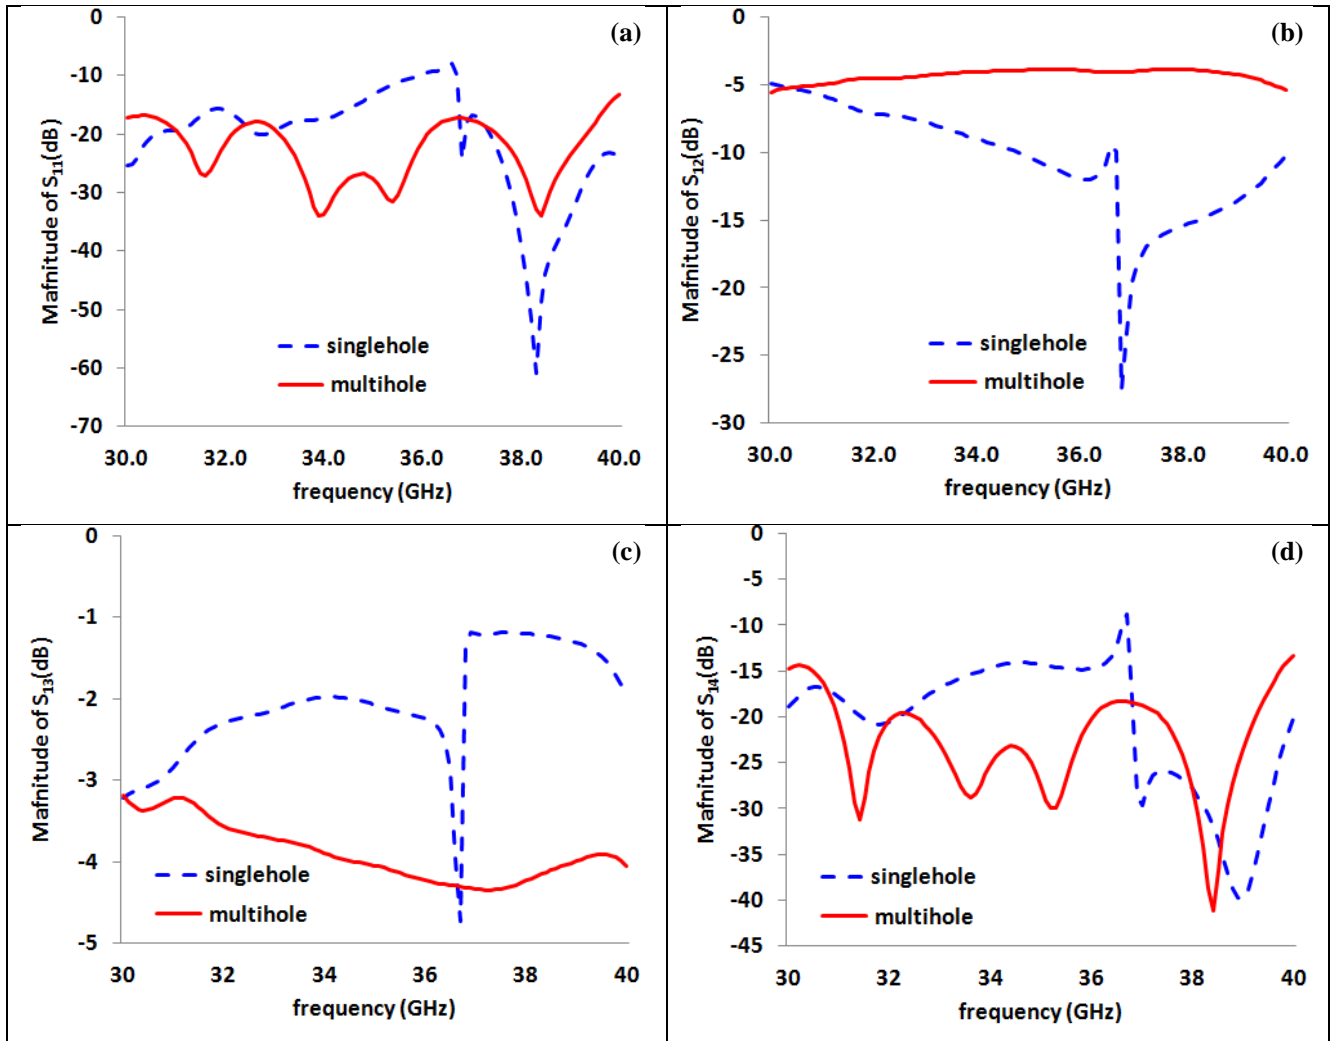 (a)
0
-10
-20
-30
-40
-50
-60
-70
Mafnitude of S11(dB)
singlehole
multihole
30.0 32.0 34.0 36.0 38.0 40.0
frequency (GHz)
(b)
0
-5
-10
-15
-20
-25
-30
Mafnitude of S12(dB)
singlehole
multihole
30.0 32.0 34.0 36.0 38.0 40.0
frequency (GHz)
(c)
0
-1
-2
-3
-4
-5
Mafnitude of S13(dB)
singlehole
multihole
30 32 34 36 38 40
frequency (GHz)
(d)
0
-5
-10
-15
-20
-25
-30
-35
-40
-45
Mafnitude of S14(dB)
singlehole
multihole
30 32 34 36 38 40
frequency (GHz)